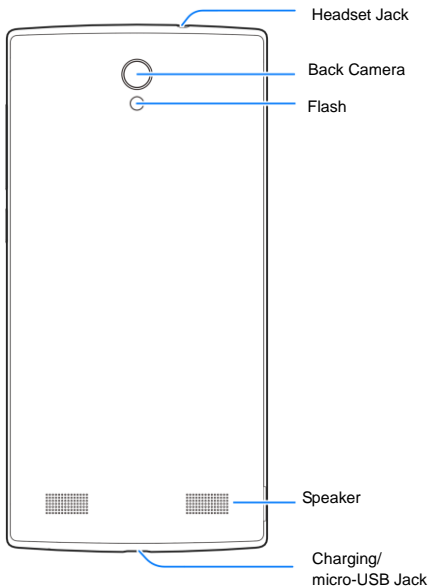 Headset Jack
Back Camera
Flash
Speaker
Charging/
micro-USB Jack